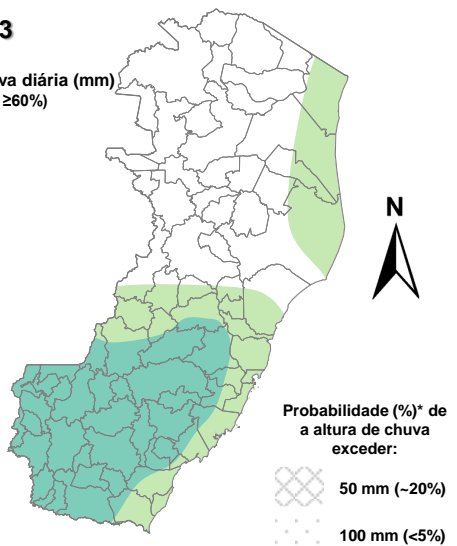 3
va diária (mm)
≥60%)
N
Probabilidade (%)* de
a altura de chuva
exceder:
50 mm (~20%)
100 mm (<5%)